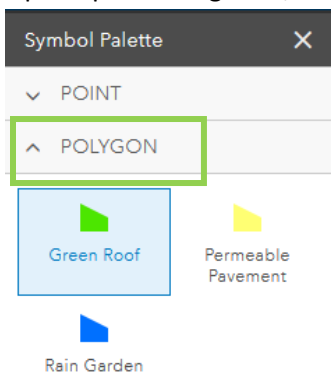 Symbol Palette
POINT
POLYGON
Green Roof
Permeable
Pavement
Rain Garden